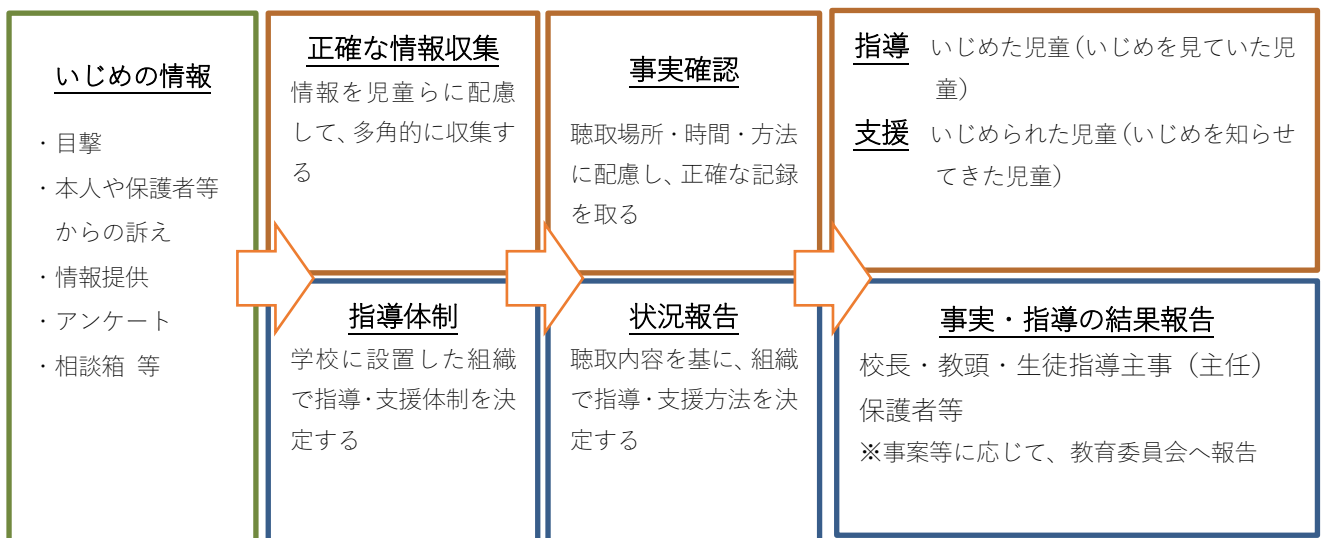 いじめの情報
・目撃
・本人や保護者等
からの訴え
・情報提供
・アンケート
・相談箱 等
正確な情報収集
情報を児童らに配慮
して、多角的に収集す
る
指導体制
学校に設置した組織
で指導・支援体制を決
定する
事実確認
聴取場所・時間・方法
に配慮し、正確な記録
を取る
状況報告
聴取内容を基に、組織
で指導・支援方法を決
定する
指導 いじめた児童(いじめを見ていた児
童)
支援 いじめられた児童(いじめを知らせ
てきた児童)
事実・指導の結果報告
校長・教頭・生徒指導主事（主任）
保護者等
※事案等に応じて、教育委員会へ報告